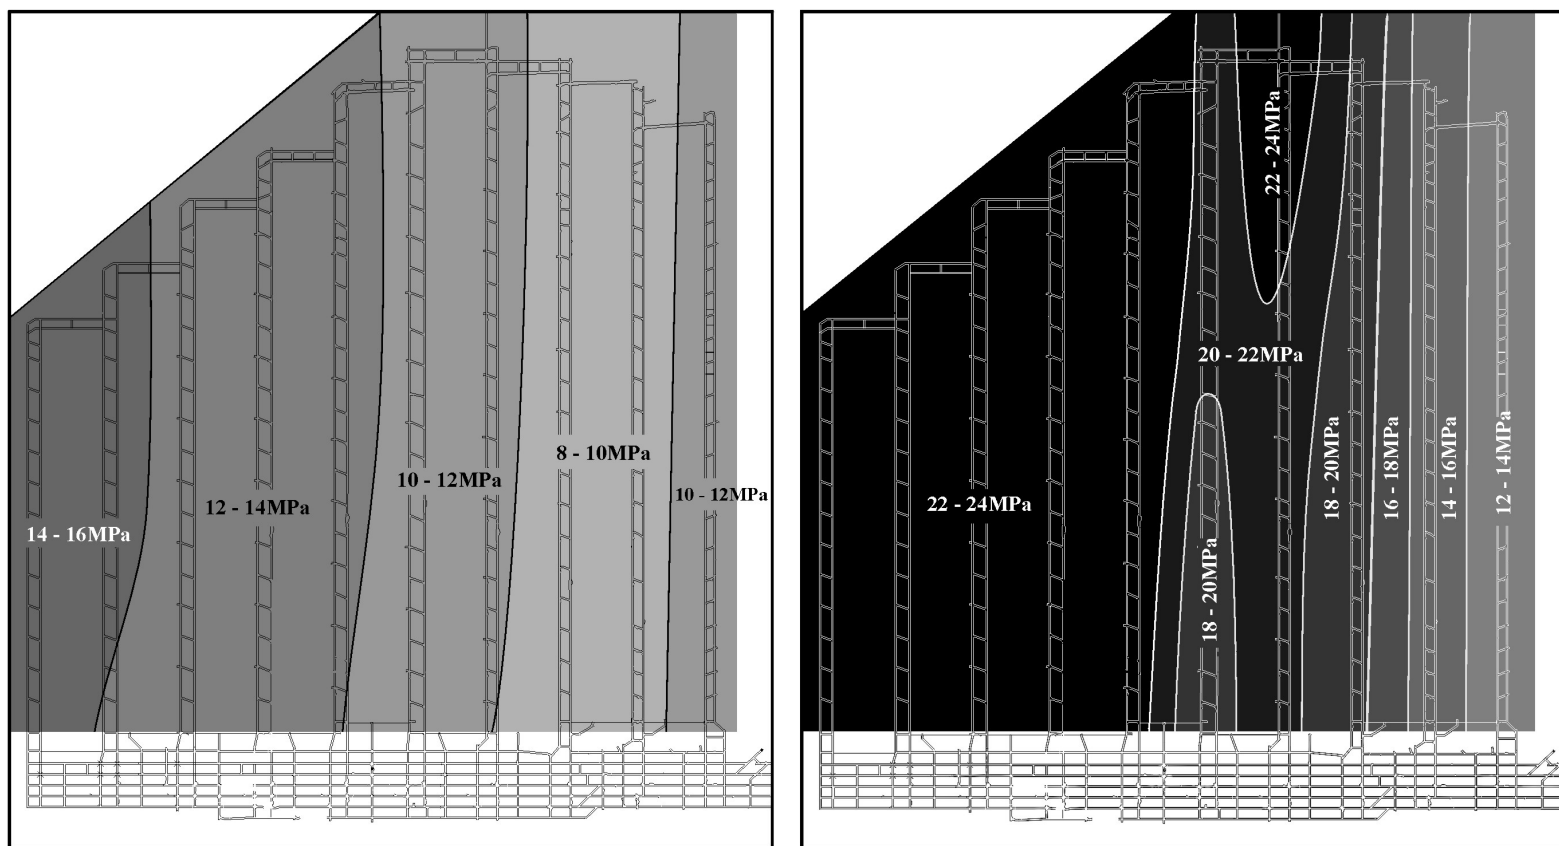 14 - 16MPa
12 - 14MPa
10 - 12MPa
8 - 10MPa
10 - 12MPa
22 - 24MPa
18 - 20MPa
20 - 22MPa
22 - 24MPa
18 - 20MPa
16 - 18MPa
14 - 16MPa
12 - 14MPa